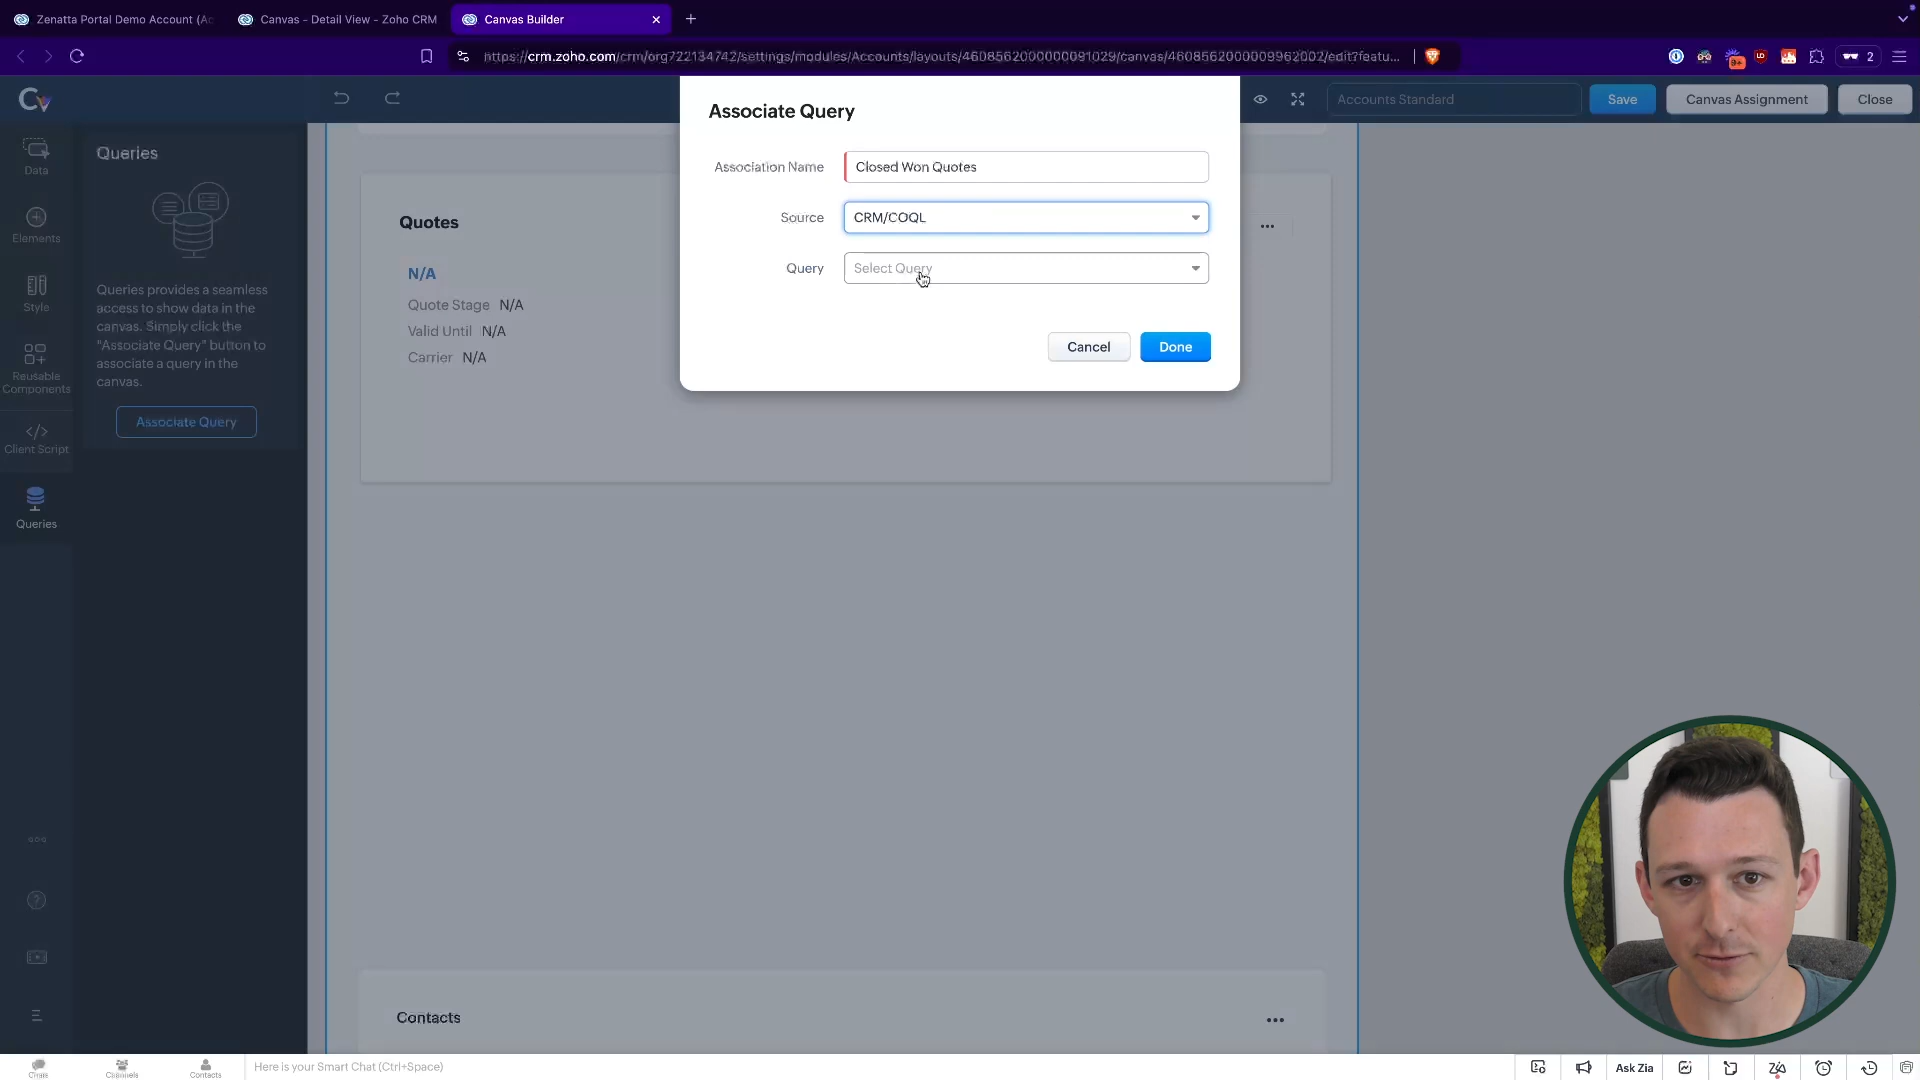 Zenatta Portal Demo Account (Ac
Canvas - Detail View - Zoho CRM
Canvas Builder
https://crm.zoho.com/crm/org722134742/settings/modules/Accounts/layouts/4608562000000091029/canvas/46085620000009962002/edit?featu...
2
Associate Query
Accounts Standard
Save
Canvas Assignment
Close
Association Name
Closed Won Quotes
Source
CRM/COQL
Query
Select Query
Cancel
Done
Data
Elements
Style
Reusable
Components
Client Script
Queries
Queries
Queries provides a seamless
access to show data in the
canvas. Simply click the
"Associate Query" button to
associate a query in the
canvas.
Associate Query
Quotes
N/A
Quote Stage N/A
Valid Until N/A
Carrier N/A
Contacts
Chats
Channels
Contacts
Here is your Smart Chat (Ctrl+Space)
Ask Zia